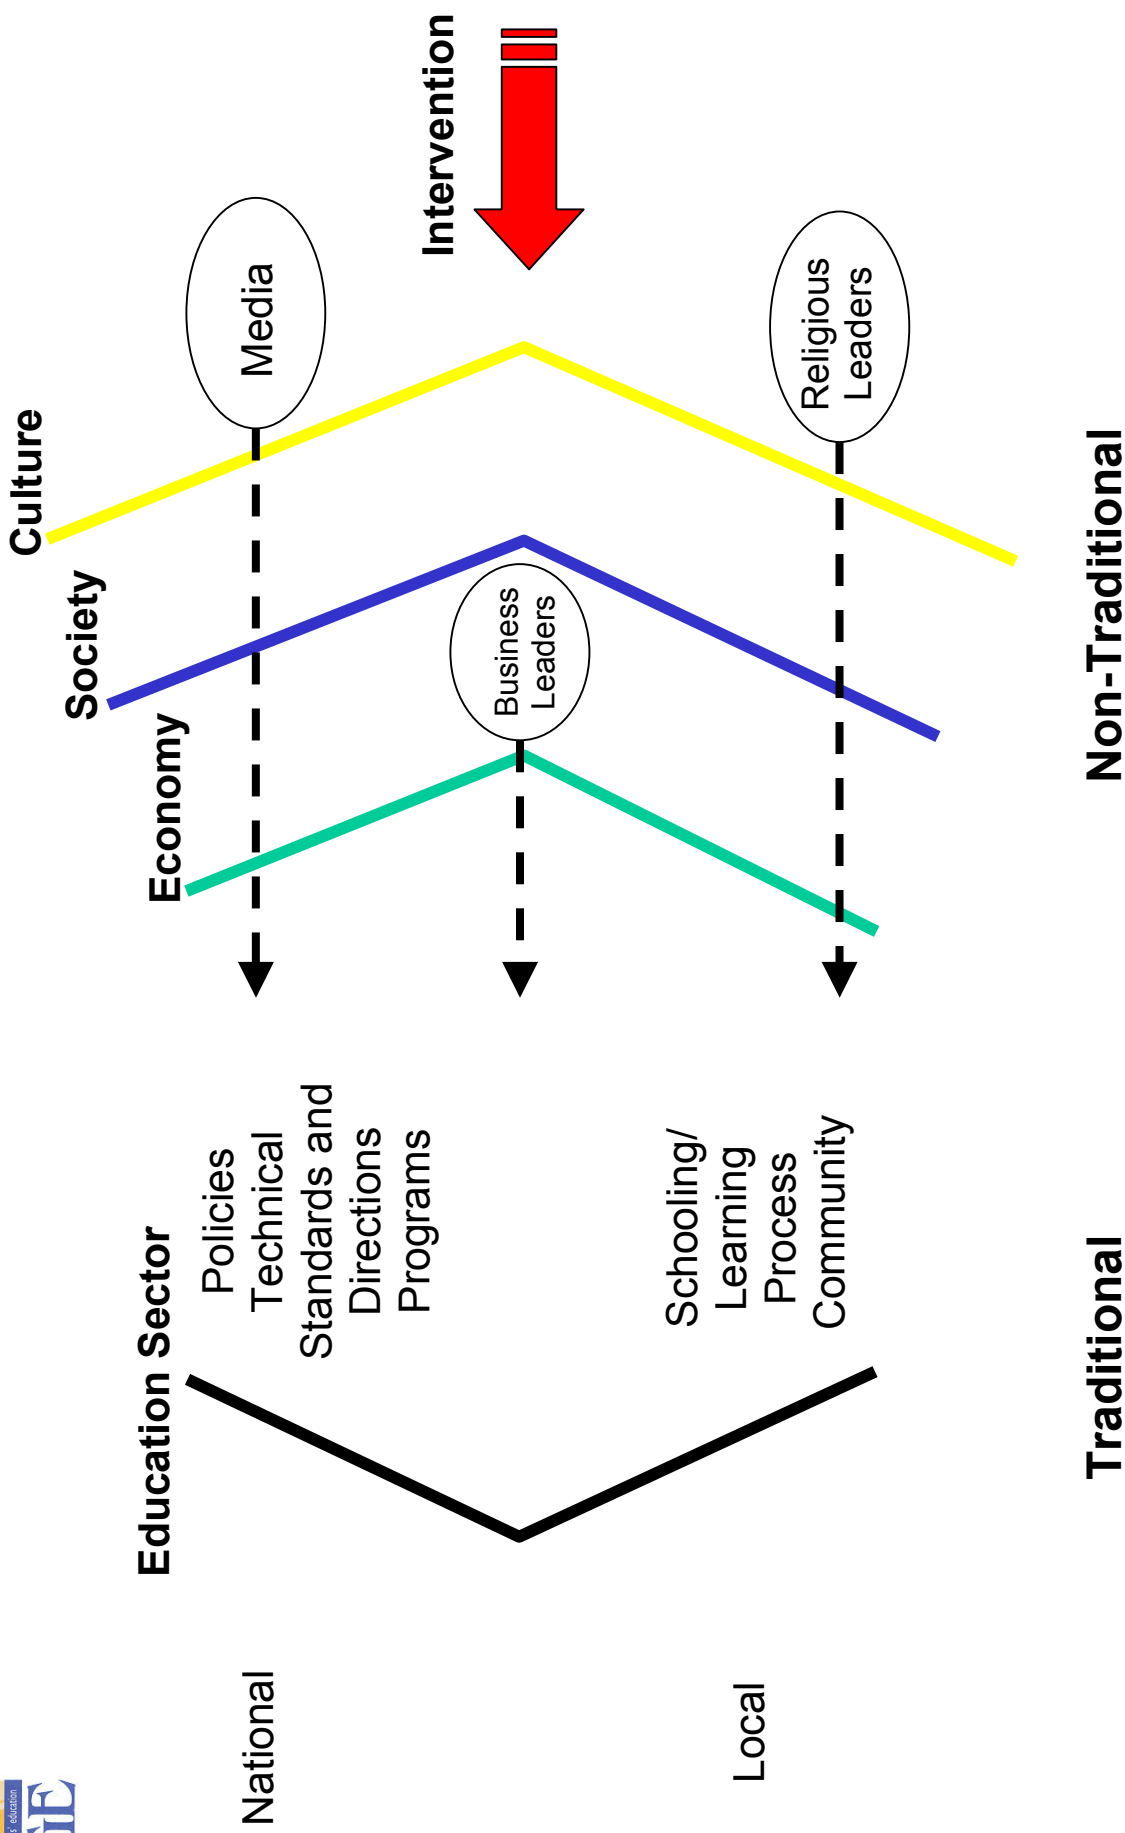 Education Sector
Economy
Society
Culture
National
Policies
Technical
Standards and
Directions
Programs
Media
Intervention
Business
Leaders
Local
Schooling/
Learning
Process
Community
Religious
Leaders
Traditional
Non-Traditional
education